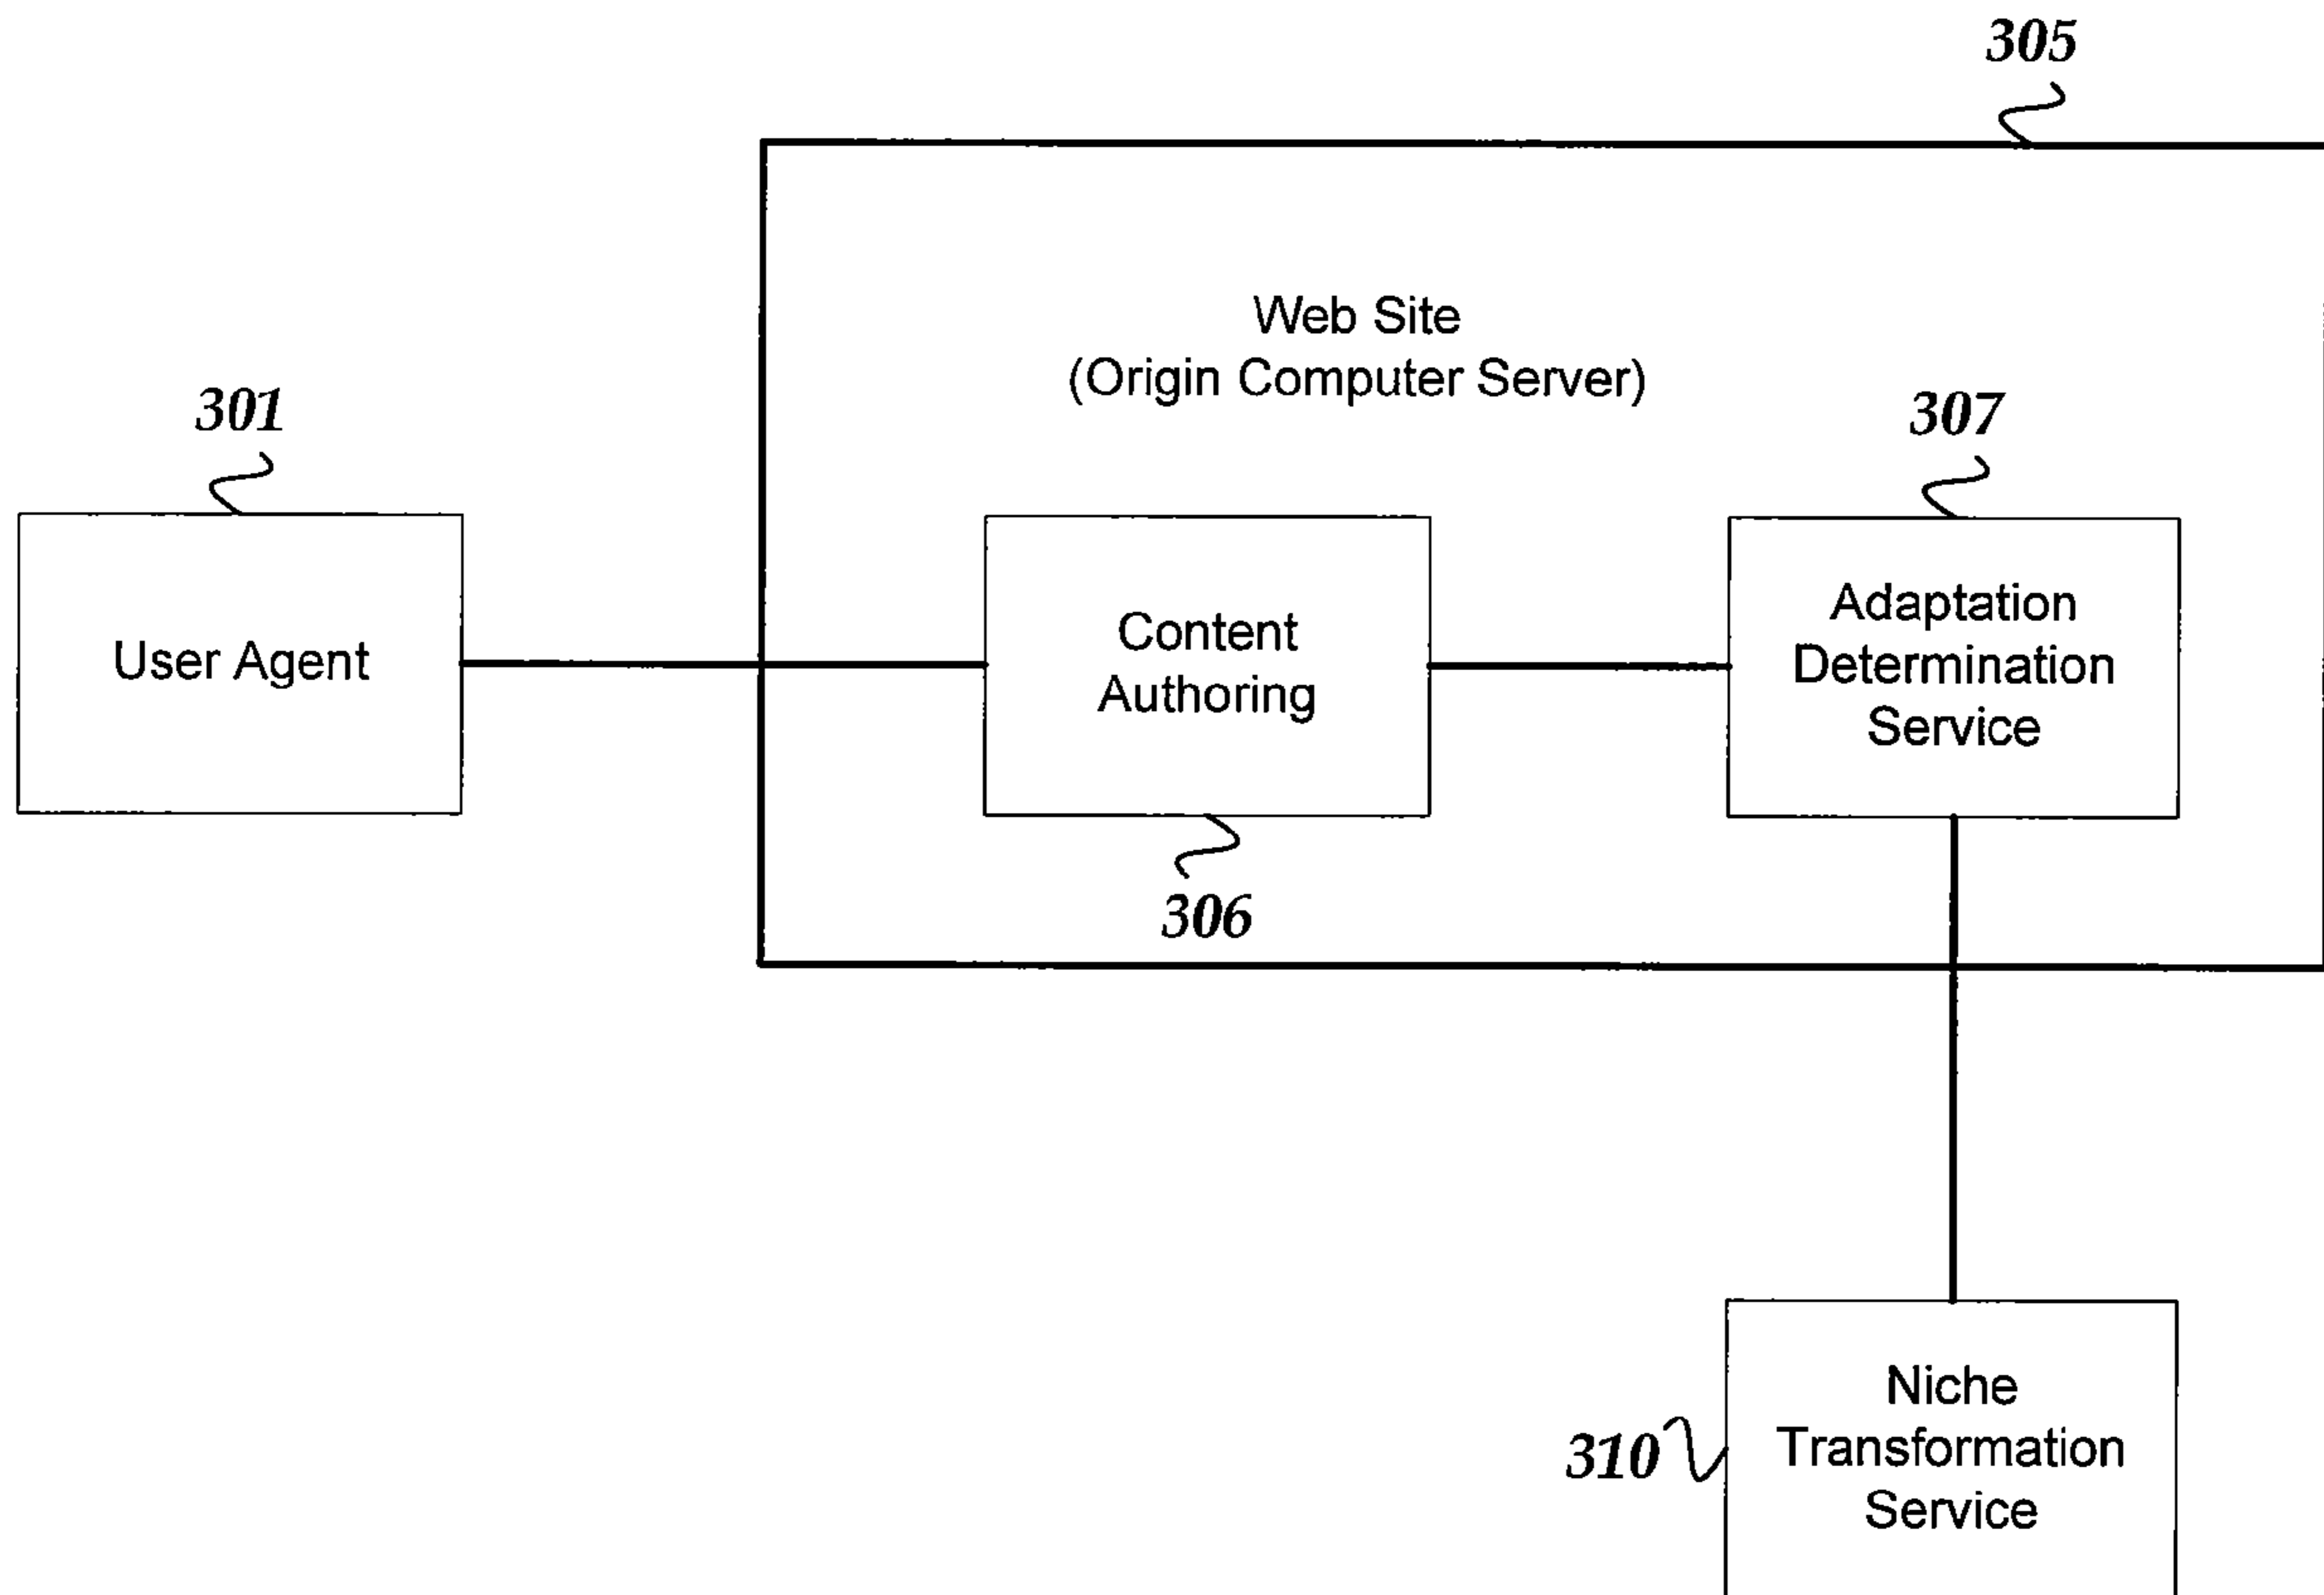 305
Web Site
(Origin Computer Server)
301
307
User Agent
Content
Authoring
Adaptation
Determination
Service
306
310
Niche
Transformation
Service